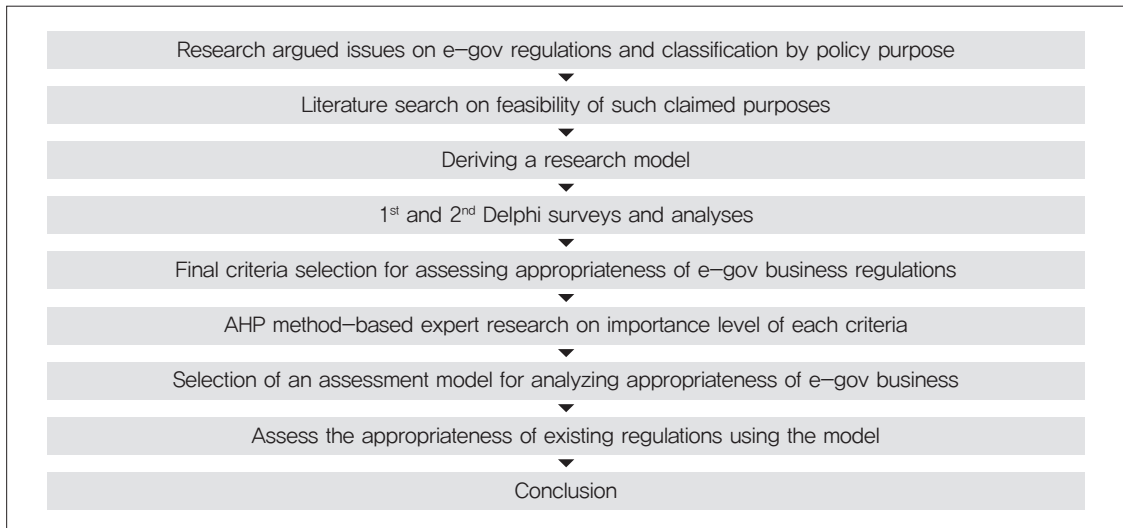 Research argued issues on e-gov regulations and classification by policy purpose
Literature search on feasibility of such claimed purposes
Deriving a research model
1st and 2nd Delphi surveys and analyses
Final criteria selection for assessing appropriateness of e-gov business regulations
AHP method-based expert research on importance level of each criteria
Selection of an assessment model for analyzing appropriateness of e-gov business
Assess the appropriateness of existing regulations using the model
Conclusion